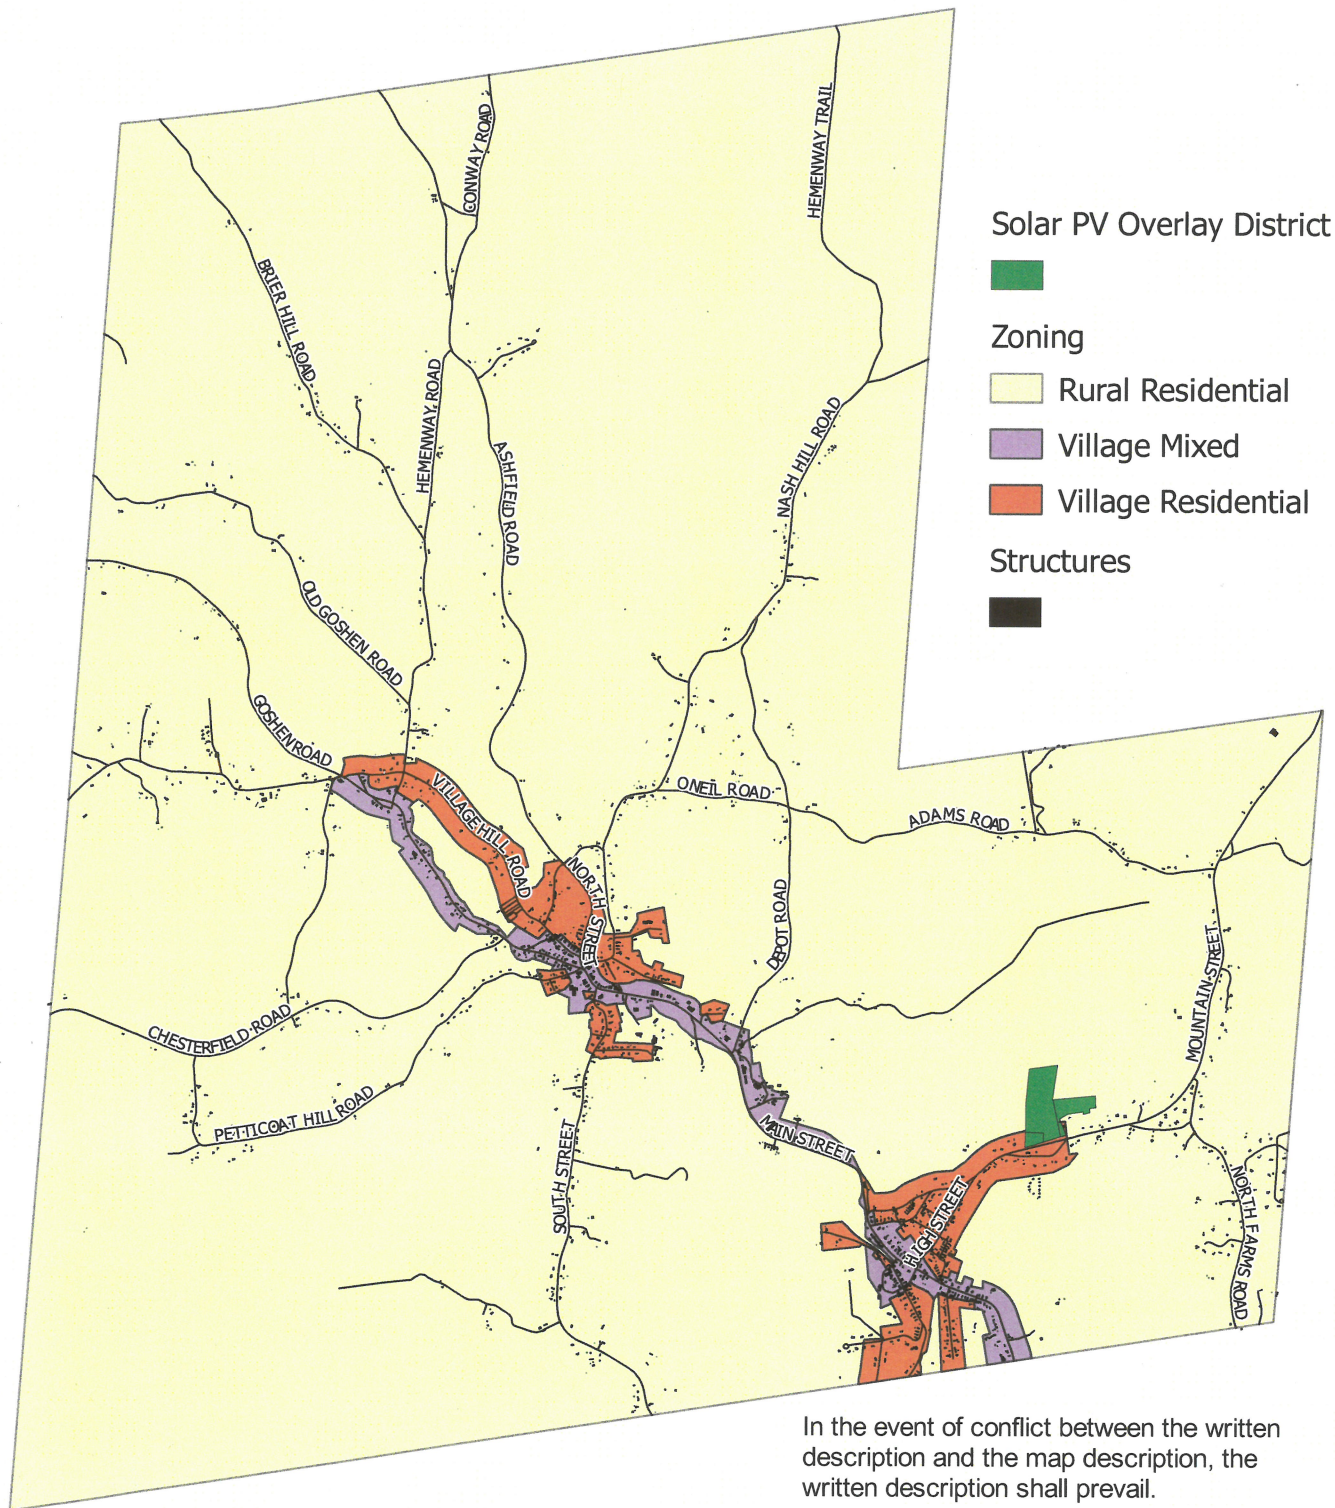 CONWAY ROAD
HEMENWAY TRAIL
Solar PV Overlay District
Zoning
Rural Residential
Village Mixed
Village Residential
Structures
BRIER HILL ROAD
HEMENWAY ROAD
ASHFIELD ROAD
NASH HILL ROAD
OLD GOSHEN ROAD
GOSHEN ROAD
VILLAGE HILL ROAD
ONEIL ROAD
ADAMS ROAD
NORTH STREET
DEPOT ROAD
MOUNTAIN STREET
CHESTERFIELD ROAD
PETTICOAT HILL ROAD
MAIN STREET
SOUTH STREET
HIGH STREET
NORTH FARMS ROAD
In the event of conflict between the written
description and the map description, the
written description shall prevail.